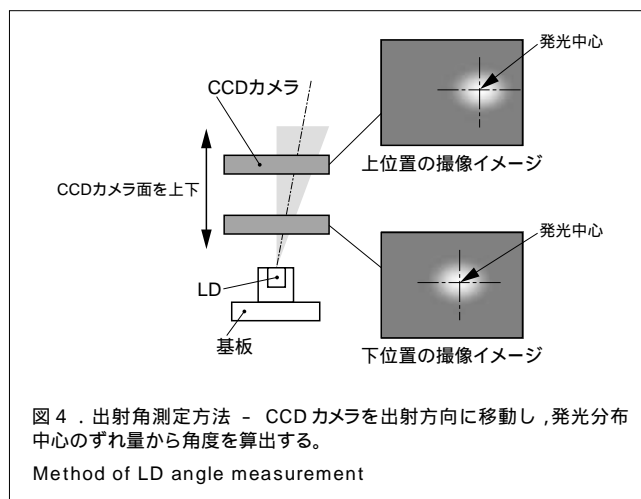 発光中心
CCDカメラ
上位置の撮像イメージ
CCDカメラ面を上下
発光中心
LD
基板
下位置の撮像イメージ
図4．出射角測定方法 － CCDカメラを出射方向に移動し，発光分布
中心のずれ量から角度を算出する。
Method of LD angle measurement